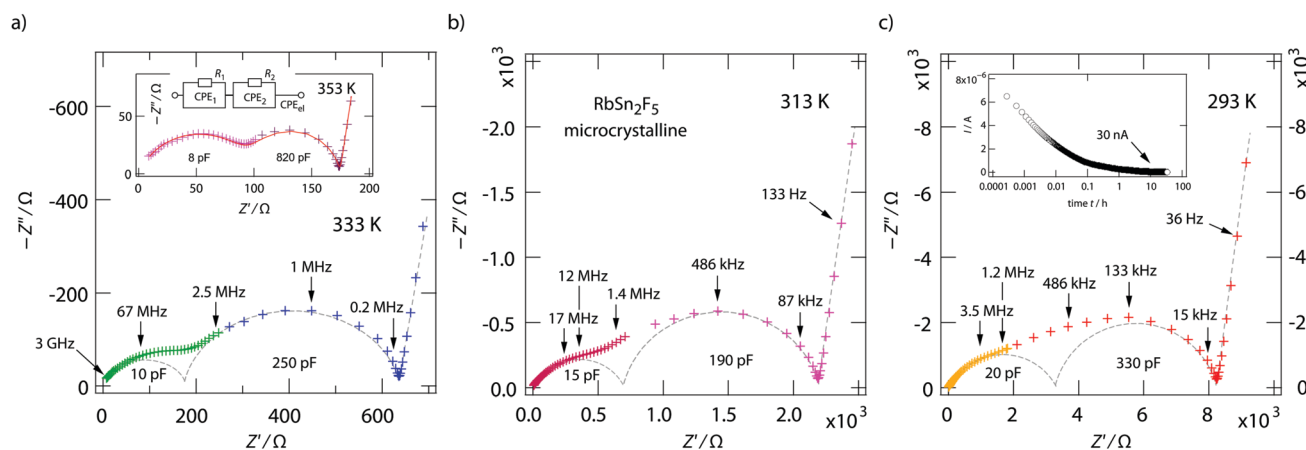 a)
−Z''/ Ω
-600
-400
-200
0
0
200
400
600
Z'/ Ω
333 K
3 GHz
67 MHz
2.5 MHz
1 MHz
0.2 MHz
10 pF
250 pF
R1
R2
CPE1
CPE2
CPEel
353 K
−Z''/ Ω
50
0
8 pF
820 pF
0
50
100
150
200
Z'/ Ω
b)
x10³
−Z''/ Ω
-2.0
-1.5
-1.0
-0.5
0.0
0
0.5
1.0
1.5
2.0
x10³
Z'/ Ω
RbSn2F5
microcrystalline
313 K
133 Hz
486 kHz
12 MHz
1.4 MHz
17 MHz
87 kHz
15 pF
190 pF
c)
x10³
−Z''/ Ω
-8
-6
-4
-2
0
0
2
4
6
8
x10³
Z'/ Ω
x10³
-8
-6
-4
-2
0
293 K
36 Hz
133 kHz
486 kHz
1.2 MHz
3.5 MHz
15 kHz
20 pF
330 pF
8x10⁻⁶
6
4
2
0
I / A
30 nA
0.0001
0.001
0.01
0.1
1
10
100
time t / h